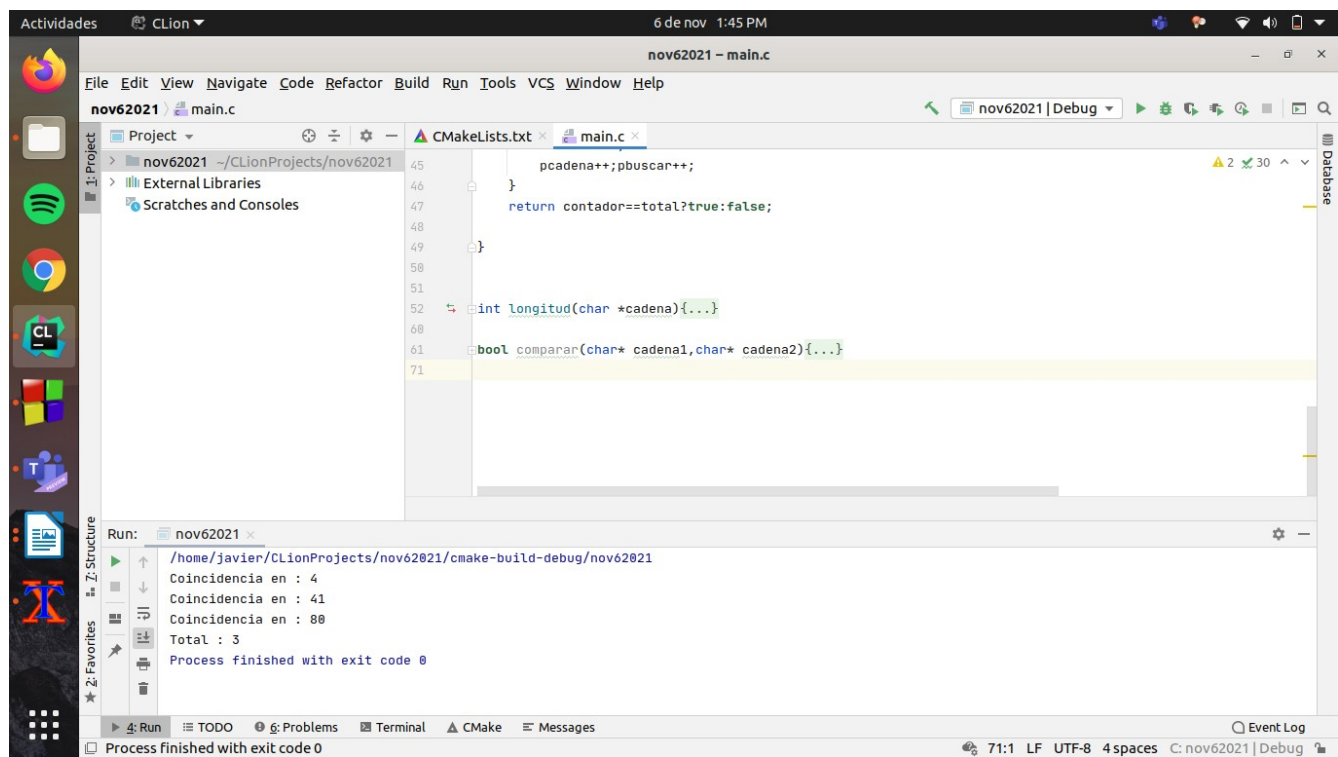 Actividades CLion 6 de nov 1:45 PM
nov62021 – main.c
File Edit View Navigate Code Refactor Build Run Tools VCS Window Help
nov62021 main.c nov62021 | Debug
Project CMakeLists.txt main.c
1: Project
nov62021 ~/CLionProjects/nov62021
External Libraries
Scratches and Consoles
45 pcadena++;pbuscar++;
46 }
47 return contador==total?true:false;
48
49 }
50
51
52 int longitud(char *cadena){...}
60
61 bool comparar(char* cadena1,char* cadena2){...}
71
2 30
Database
Run: nov62021
/home/javier/CLionProjects/nov62021/cmake-build-debug/nov62021
Coincidencia en : 4
Coincidencia en : 41
Coincidencia en : 80
Total : 3
Process finished with exit code 0
Z: Structure
2: Favorites
4: Run TODO 6: Problems Terminal CMake Messages Event Log
Process finished with exit code 0 71:1 LF UTF-8 4 spaces C: nov62021 | Debug